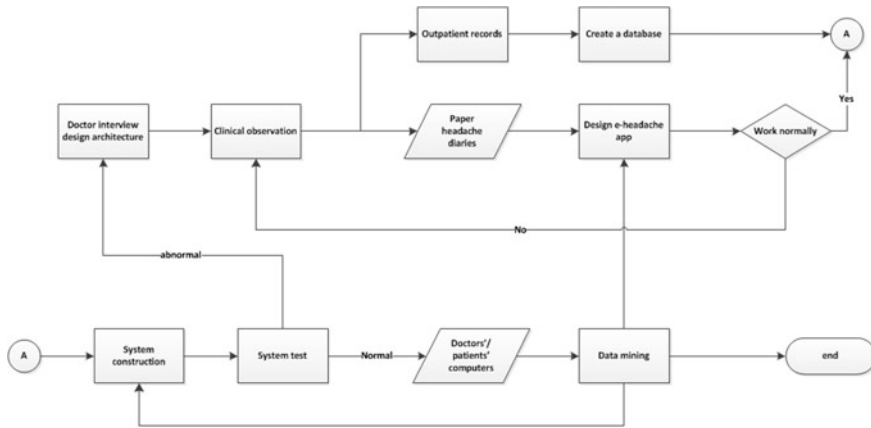 Outpatient records
Create a database
A
Yes
Doctor interview
design architecture
Clinical observation
Paper
headache
diaries
Design e-headache
app
Work normally
No
abnormal
A
System
construction
System test
Normal
Doctors'/
patients'
computers
Data mining
end